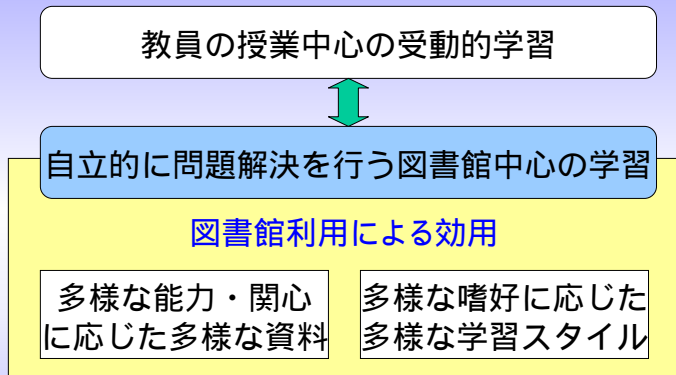 教員の授業中心の受動的学習
自立的に問題解決を行う図書館中心の学習
図書館利用による効用
多様な能力・関心
に応じた多様な資料
多様な嗜好に応じた
多様な学習スタイル